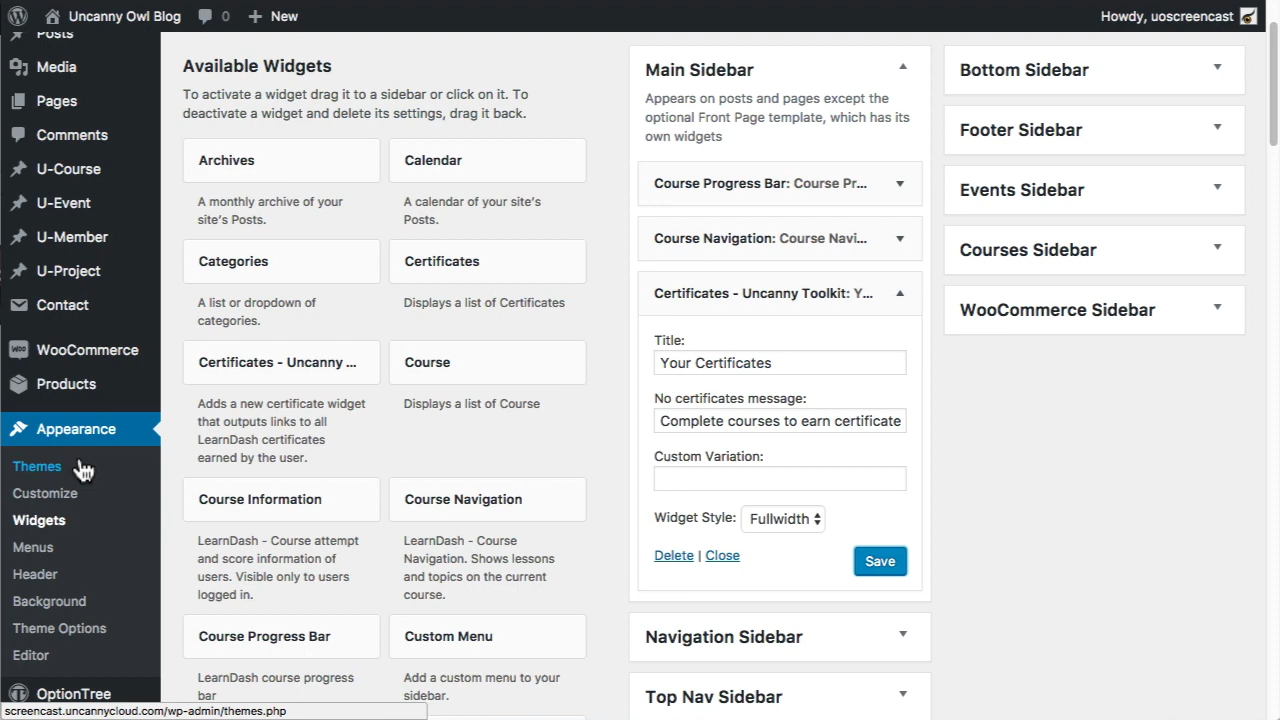 Uncanny Owl Blog
0
New
Howdy, uoscreencast
Posts
Media
Pages
Comments
U-Course
U-Event
U-Member
U-Project
Contact
WOO
WooCommerce
Products
Appearance
Themes
Customize
Widgets
Menus
Header
Background
Theme Options
Editor
OptionTree
screencast.uncannycloud.com/wp-admin/themes.php
Available Widgets
To activate a widget drag it to a sidebar or click on it. To
deactivate a widget and delete its settings, drag it back.
Archives
A monthly archive of your
site's Posts.
Calendar
A calendar of your site's
Posts.
Categories
A list or dropdown of
categories.
Certificates
Displays a list of Certificates
Certificates - Uncanny ...
Adds a new certificate widget
that outputs links to all
LearnDash certificates
earned by the user.
Course
Displays a list of Course
Course Information
LearnDash - Course attempt
and score information of
users. Visible only to users
logged in.
Course Navigation
LearnDash - Course
Navigation. Shows lessons
and topics on the current
course.
Course Progress Bar
LearnDash course progress
bar
Custom Menu
Add a custom menu to your
sidebar.
Main Sidebar
Appears on posts and pages except the
optional Front Page template, which has its
own widgets
Course Progress Bar: Course Pr...
Course Navigation: Course Navi...
Certificates - Uncanny Toolkit: Y...
Title:
Your Certificates
No certificates message:
Complete courses to earn certificate
Custom Variation:
Widget Style: Fullwidth
Delete | Close
Save
Navigation Sidebar
Top Nav Sidebar
Bottom Sidebar
Footer Sidebar
Events Sidebar
Courses Sidebar
WooCommerce Sidebar